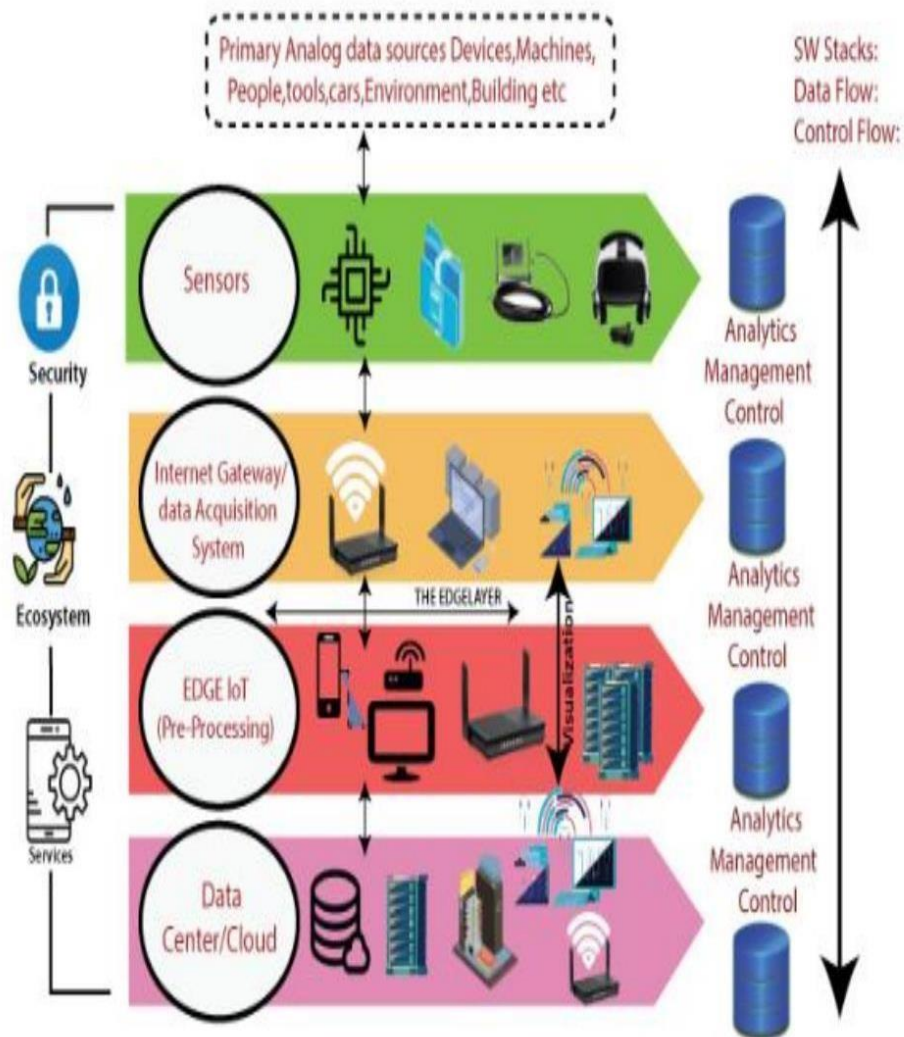 Primary Analog data sources Devices,Machines,
People,tools,cars,Environment,Building etc
SW Stacks:
Data Flow:
Control Flow:
Sensors
Security
Analytics
Management
Control
Internet Gateway/
data Acquisition
System
Ecosystem
THE EDGELAYER
Analytics
Management
Control
EDGE IoT
(Pre-Processing)
Visualization
Services
Analytics
Management
Control
Data
Center/Cloud